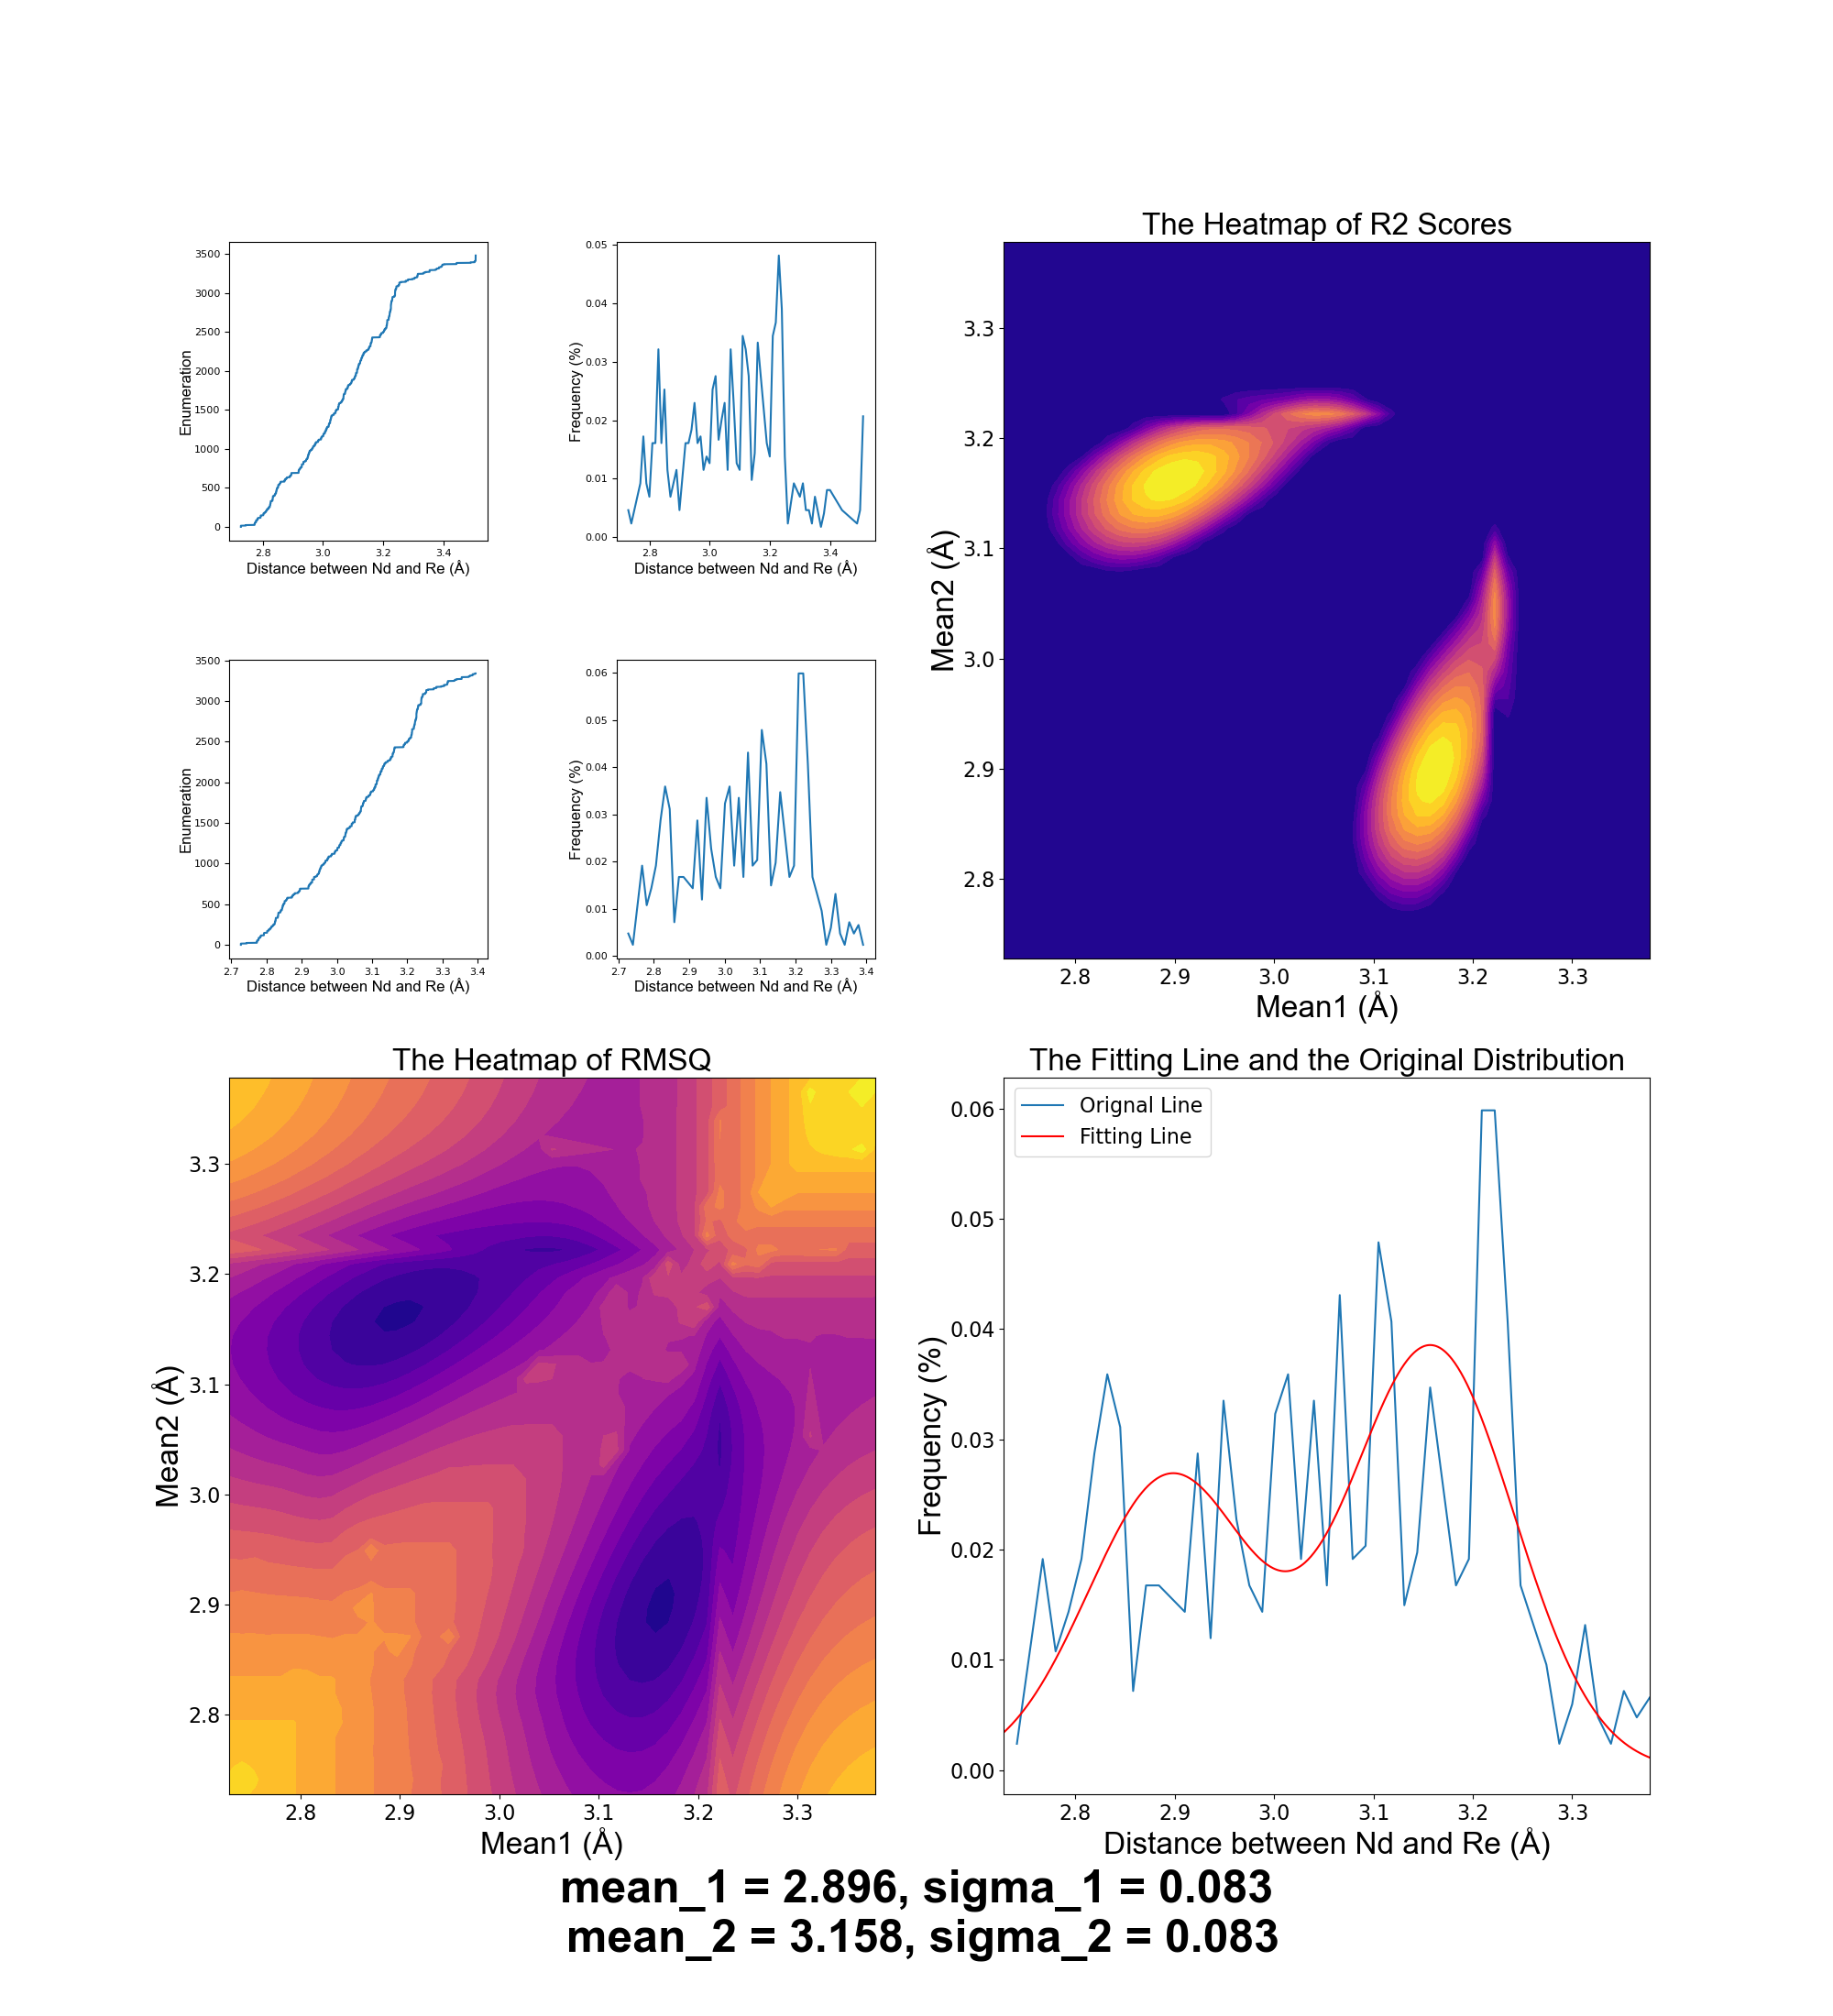 3500
3000
2500
2000
1500
1000
500
0
Enumeration
2.8 3.0 3.2 3.4
Distance between Nd and Re (Å)
0.05
0.04
0.03
0.02
0.01
0.00
Frequency (%)
2.8 3.0 3.2 3.4
Distance between Nd and Re (Å)
The Heatmap of R2 Scores
3.3
3.2
3.1
3.0
2.9
2.8
Mean2 (Å)
2.8 2.9 3.0 3.1 3.2 3.3
Mean1 (Å)
3500
3000
2500
2000
1500
1000
500
0
Enumeration
2.7 2.8 2.9 3.0 3.1 3.2 3.3 3.4
Distance between Nd and Re (Å)
0.06
0.05
0.04
0.03
0.02
0.01
0.00
Frequency (%)
2.7 2.8 2.9 3.0 3.1 3.2 3.3 3.4
Distance between Nd and Re (Å)
The Heatmap of RMSQ
3.3
3.2
3.1
3.0
2.9
2.8
Mean2 (Å)
2.8 2.9 3.0 3.1 3.2 3.3
Mean1 (Å)
The Fitting Line and the Original Distribution
Orignal Line
Fitting Line
0.06
0.05
0.04
0.03
0.02
0.01
0.00
Frequency (%)
2.8 2.9 3.0 3.1 3.2 3.3
Distance between Nd and Re (Å)
mean_1 = 2.896, sigma_1 = 0.083
mean_2 = 3.158, sigma_2 = 0.083